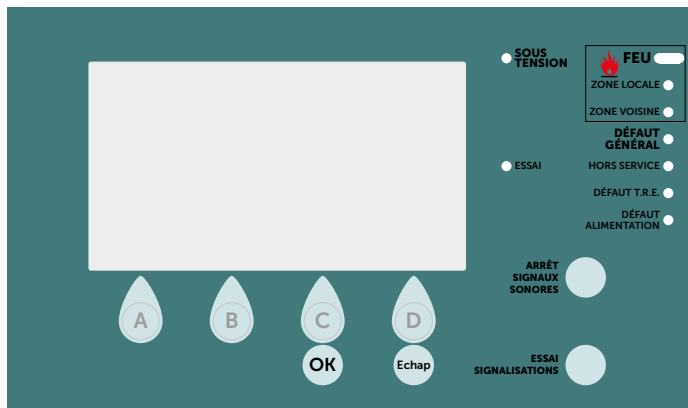 SOUS
TENSION
FEU
ZONE LOCALE
ZONE VOISINE
DÉFAUT
GÉNÉRAL
ESSAI
HORS SERVICE
DÉFAUT T.R.E.
DÉFAUT
ALIMENTATION
ARRÊT
SIGNAUX
SONORES
A
B
C
D
OK
Echap
ESSAI
SIGNALISATIONS